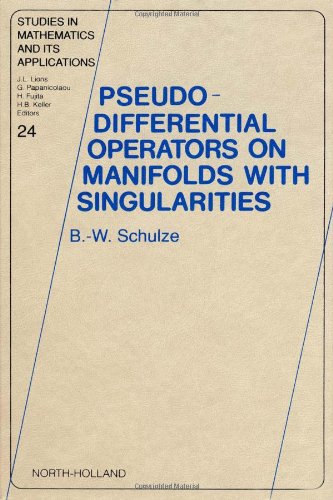 STUDIES IN
MATHEMATICS
AND ITS
APPLICATIONS
J.L. Lions
G. Papanicolaou
H. Fujita
H.B. Keller
Editors
24
PSEUDO-
DIFFERENTIAL
OPERATORS ON
MANIFOLDS WITH
SINGULARITIES
B.-W. Schulze
NORTH-HOLLAND